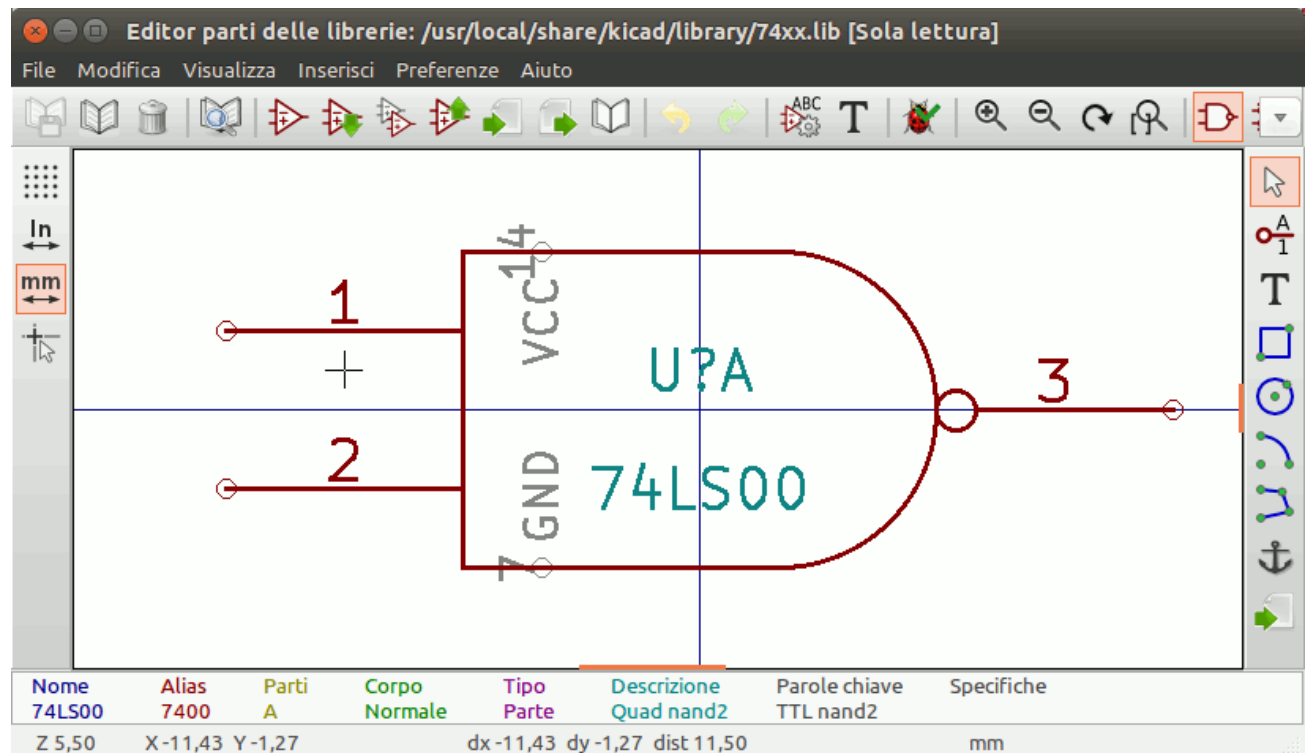 Editor parti delle librerie: /usr/local/share/kicad/library/74xx.lib [Sola lettura]
File Modifica Visualizza Inserisci Preferenze Aiuto
ABC
T
In
mm
A
1
T
14
VCC
1
U?A
3
2
GND
74LS00
7
Nome Alias Parti Corpo Tipo Descrizione Parole chiave Specifiche
74LS00 7400 A Normale Parte Quad nand2 TTL nand2
Z 5,50 X -11,43 Y -1,27 dx -11,43 dy -1,27 dist 11,50 mm